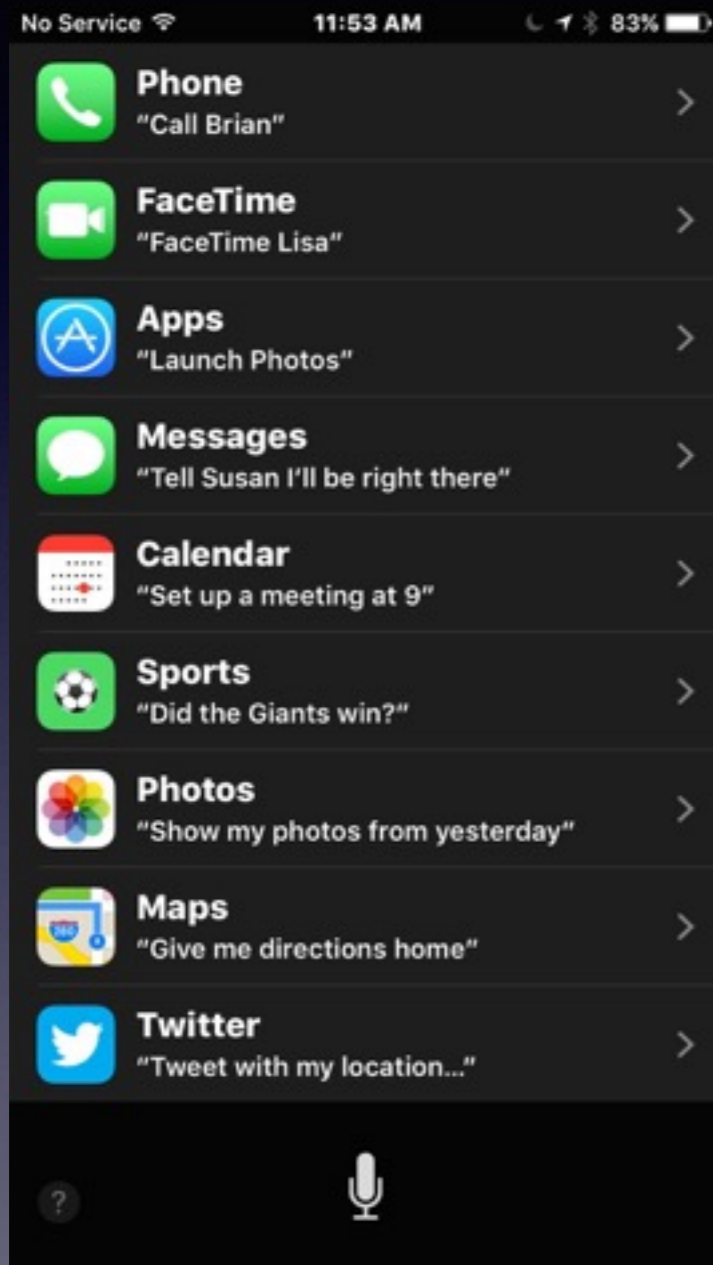 No Service 11:53 AM 83%
Phone
“Call Brian”
FaceTime
“FaceTime Lisa”
Apps
“Launch Photos”
Messages
“Tell Susan I’ll be right there”
Calendar
“Set up a meeting at 9”
Sports
“Did the Giants win?”
Photos
“Show my photos from yesterday”
Maps
280
“Give me directions home”
Twitter
“Tweet with my location...”
?